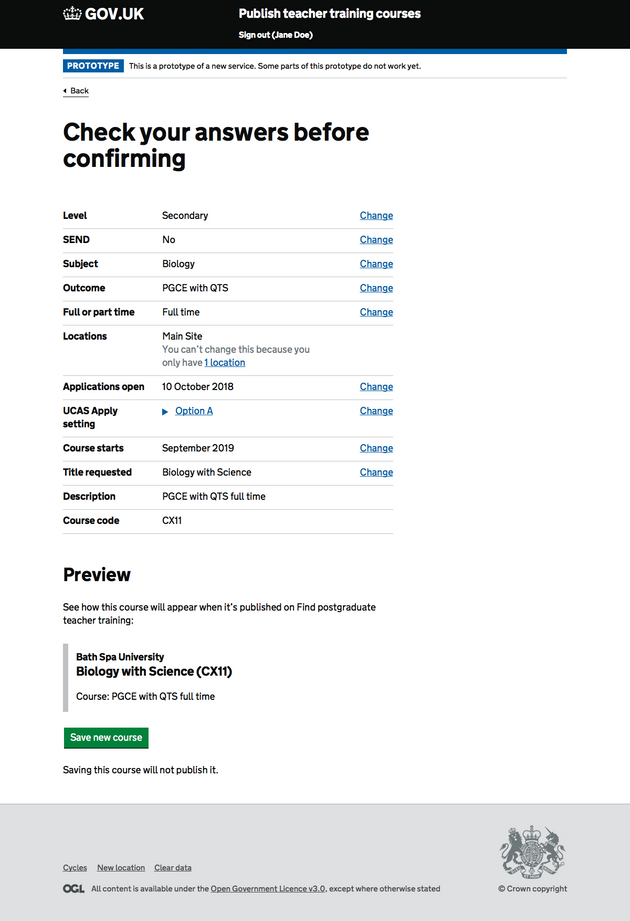 GOV.UK
Publish teacher training courses
Sign out (Jane Doe)
PROTOTYPE This is a prototype of a new service. Some parts of this prototype do not work yet.
Back
Check your answers before
confirming
Level Secondary Change
SEND No Change
Subject Biology Change
Outcome PGCE with QTS Change
Full or part time Full time Change
Locations Main Site
You can't change this because you
only have 1 location
Applications open 10 October 2018 Change
UCAS Apply Option A Change
setting
Course starts September 2019 Change
Title requested Biology with Science Change
Description PGCE with QTS full time
Course code CX11
Preview
See how this course will appear when it's published on Find postgraduate
teacher training:
Bath Spa University
Biology with Science (CX11)
Course: PGCE with QTS full time
Save new course
Saving this course will not publish it.
Cycles New location Clear data
OGL All content is available under the Open Government Licence v3.0, except where otherwise stated
© Crown copyright